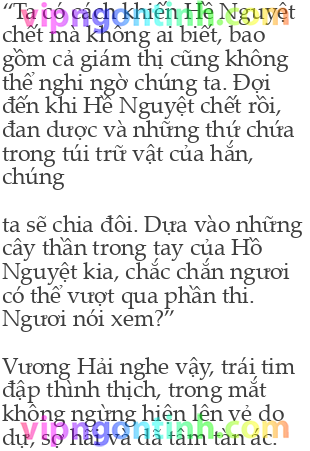 “Ta có cách khiến Hề Nguyệt
chết mà không ai biết, bao
gồm cả giám thị cũng không
thể nghi ngờ chúng ta. Đợi
đến khi Hề Nguyệt chết rồi,
đan dược và những thứ chứa
trong túi trữ vật của hắn,
chúng
ta sẽ chia đôi. Dựa vào những
cây thần trong tay của Hồ
Nguyệt kia, chắc chắn ngươi
có thể vượt qua phần thi.
Ngươi nói xem?”
Vương Hải nghe vậy, trái tim
đập thình thịch, trong mắt
không ngừng hiện lên vẻ do
dự, sợ hãi và dã tâm tàn ác.
vipngontinh.com
vipngontinh.com